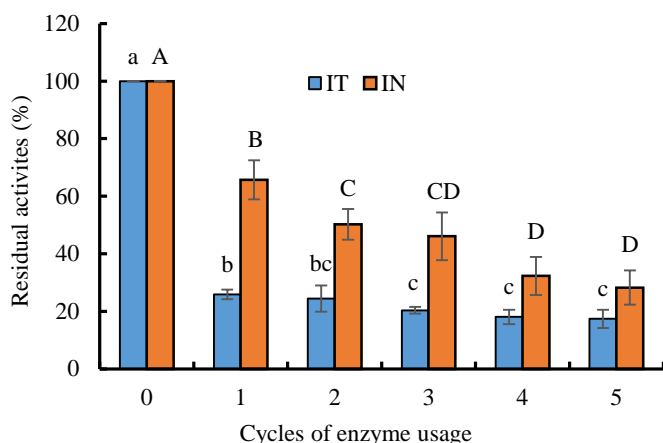 120
100
80
60
40
20
0
Residual activites (%)
IT IN
a A
b B
bc C
c CD
c D
c D
0 1 2 3 4 5
Cycles of enzyme usage